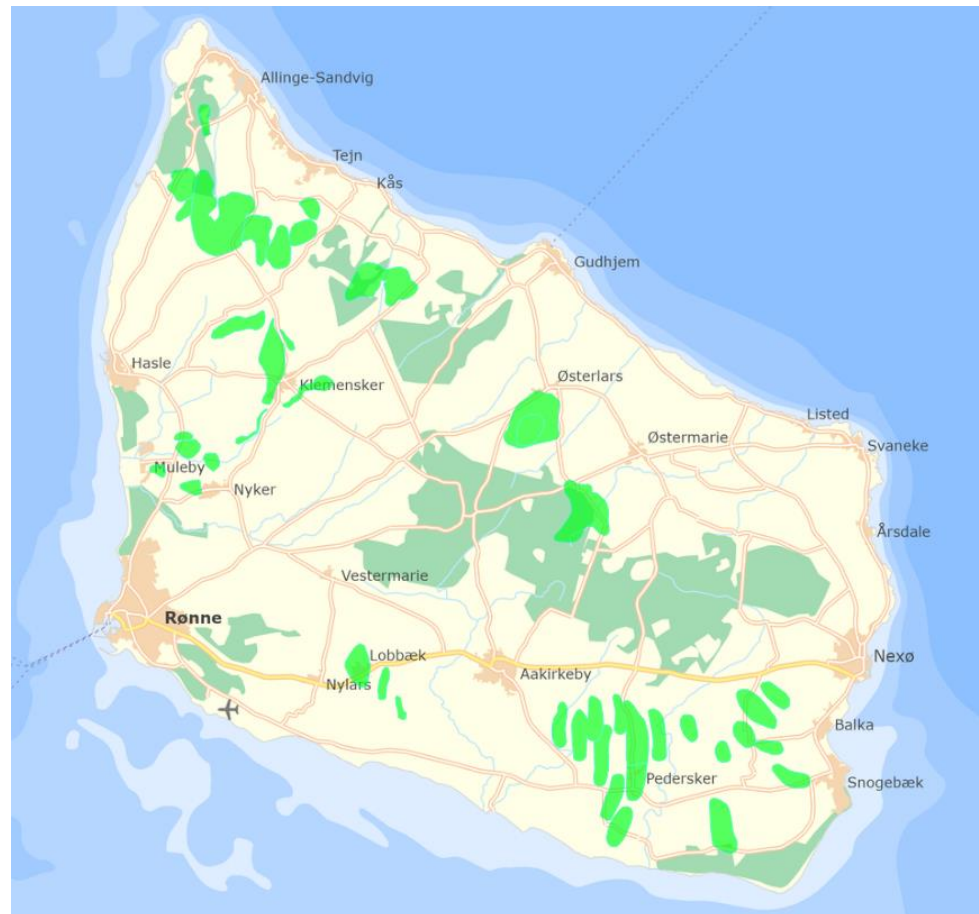 Allinge-Sandvig
Tejn
Kås
Gudhjem
Hasle
Klemensker
Østerlars
Listed
Østermarie
Svaneke
Muleby
Nyker
Årsdale
Vestermarie
Rønne
Lobbæk
Nexø
Aakirkeby
Nylars
Balka
Pedersker
Snogebæk